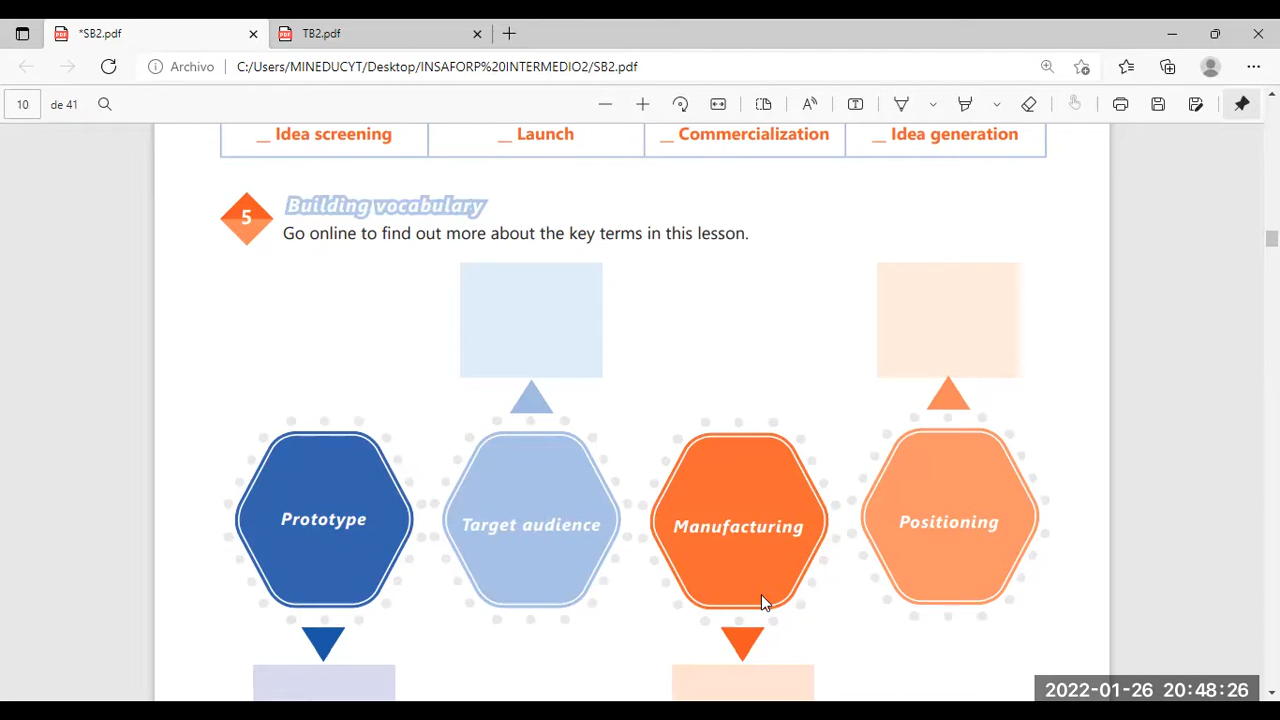 *SB2.pdf
TB2.pdf
Archivo
C:/Users/MINEDUCYT/Desktop/INSAFORP%20INTERMEDIO2/SB2.pdf
10 de 41
__ Idea screening
__ Launch
__ Commercialization
__ Idea generation
5
Building vocabulary
Go online to find out more about the key terms in this lesson.
Prototype
Target audience
Manufacturing
Positioning
2022-01-26 20:48:26